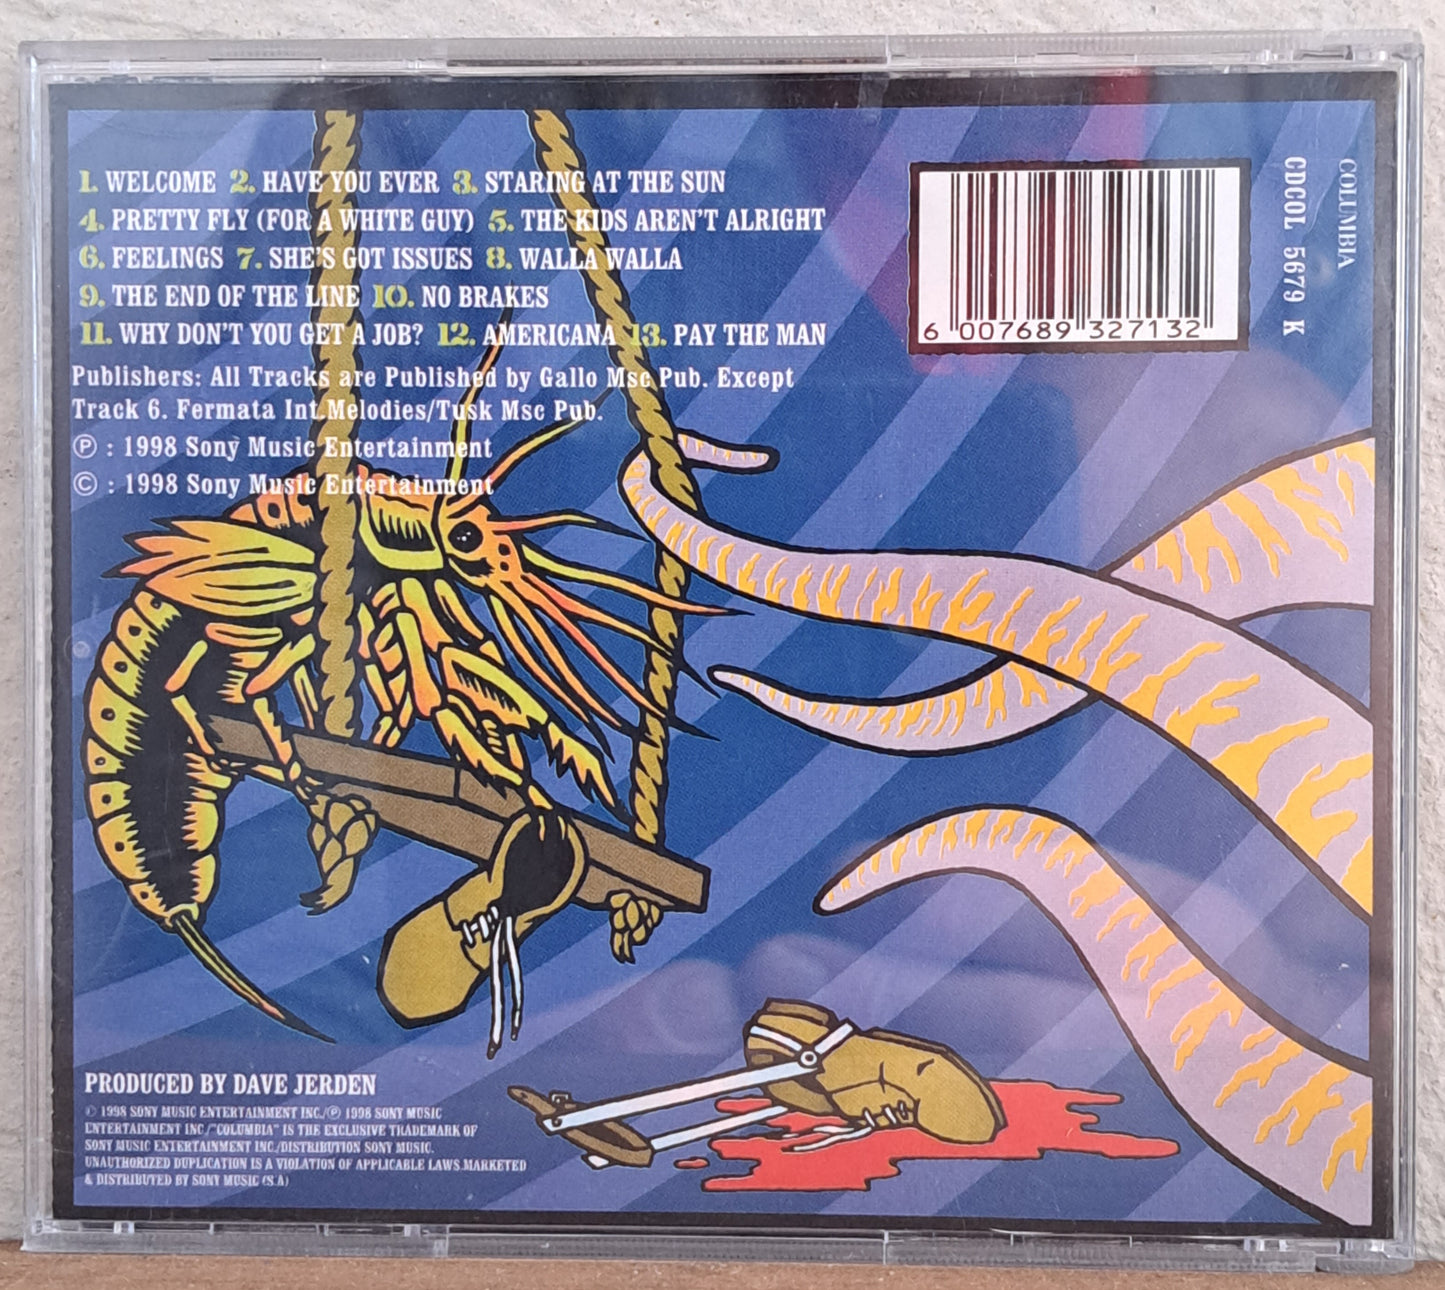 1. WELCOME 2. HAVE YOU EVER 3. STARING AT THE SUN
4. PRETTY FLY (FOR A WHITE GUY) 5. THE KIDS AREN'T ALRIGHT
6. FEELINGS 7. SHE'S GOT ISSUES 8. WALLA WALLA
9. THE END OF THE LINE 10. NO BRAKES
11. WHY DON'T YOU GET A JOB? 12. AMERICANA 13. PAY THE MAN
Publishers: All Tracks are Published by Gallo Msc Pub. Except
Track 6. Fermata Int.Melodies/Tusk Msc Pub.
Ⓟ : 1998 Sony Music Entertainment
© : 1998 Sony Music Entertainment
6 007689 327132
COLUMBIA
CDCOL 5679 K
PRODUCED BY DAVE JERDEN
© 1998 SONY MUSIC ENTERTAINMENT INC./Ⓟ 1998 SONY MUSIC
ENTERTAINMENT INC/"COLUMBIA" IS THE EXCLUSIVE TRADEMARK OF
SONY MUSIC ENTERTAINMENT INC/DISTRIBUTION SONY MUSIC.
UNAUTHORIZED DUPLICATION IS A VIOLATION OF APPLICABLE LAWS.MARKETED
& DISTRIBUTED BY SONY MUSIC (S.A)